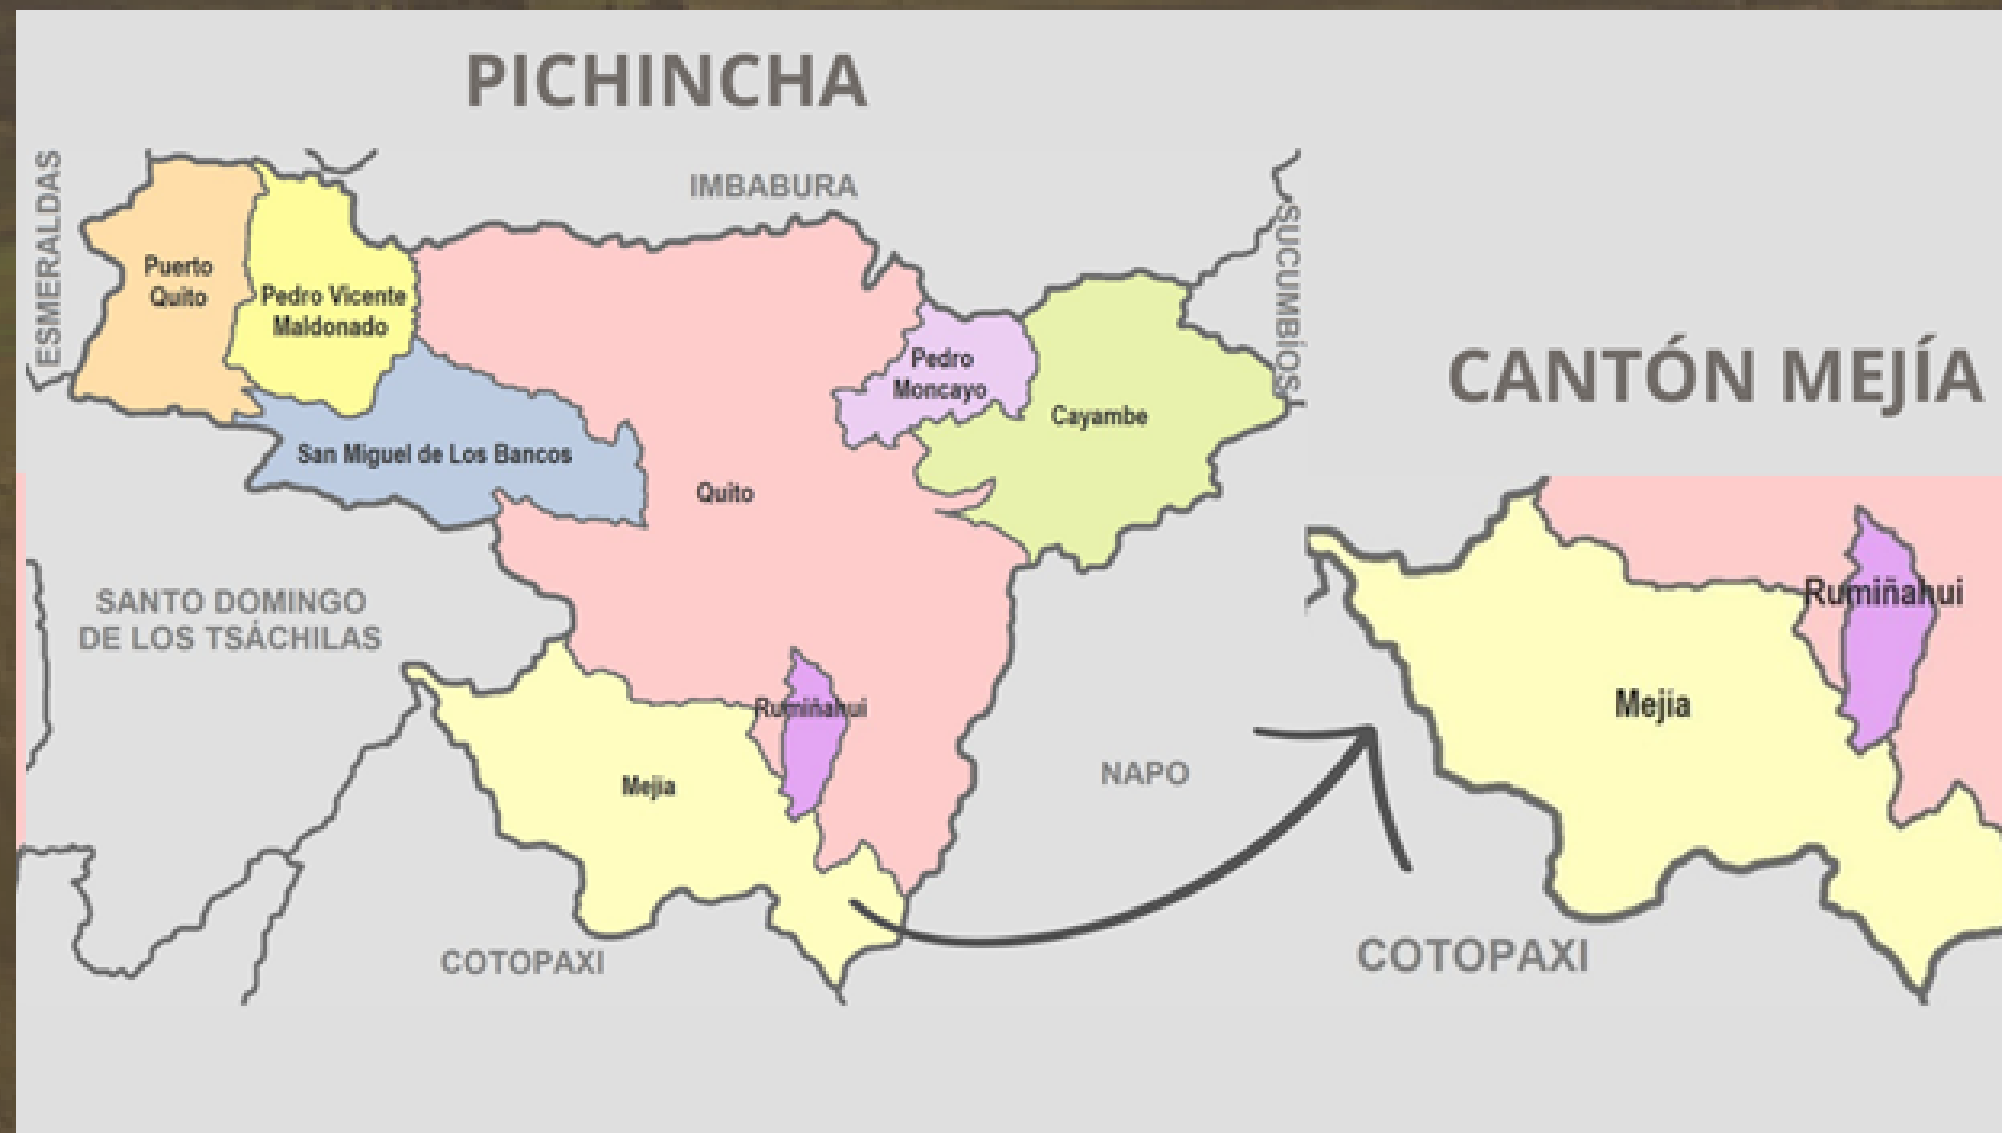 PICHINCHA
ESMERALDAS
IMBABURA
SUCUMBÍOS
Puerto
Quito
Pedro Vicente
Maldonado
Pedro
Moncayo
Cayambe
San Miguel de Los Bancos
Quito
SANTO DOMINGO
DE LOS TSÁCHILAS
Rumiñahui
Mejia
NAPO
COTOPAXI
CANTÓN MEJÍA
Rumiñahui
Mejia
COTOPAXI